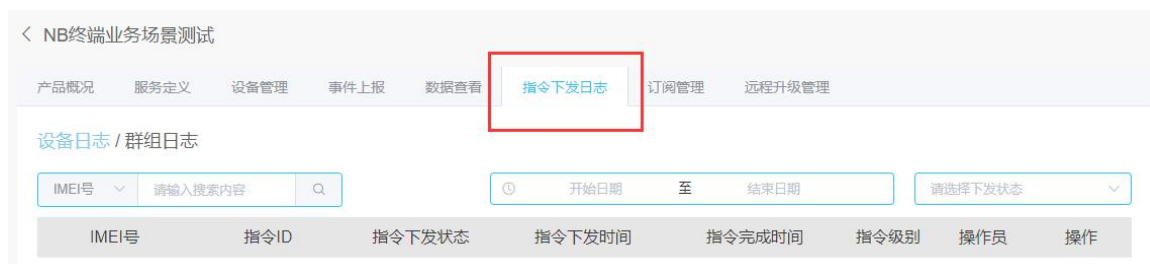 < NB终端业务场景测试
产品概况 服务定义 设备管理 事件上报 数据查看 指令下发日志 订阅管理 远程升级管理
设备日志 / 群组日志
IMEI号 请输入搜索内容 开始日期 至 结束日期 请选择下发状态
IMEI号 指令ID 指令下发状态 指令下发时间 指令完成时间 指令级别 操作员 操作